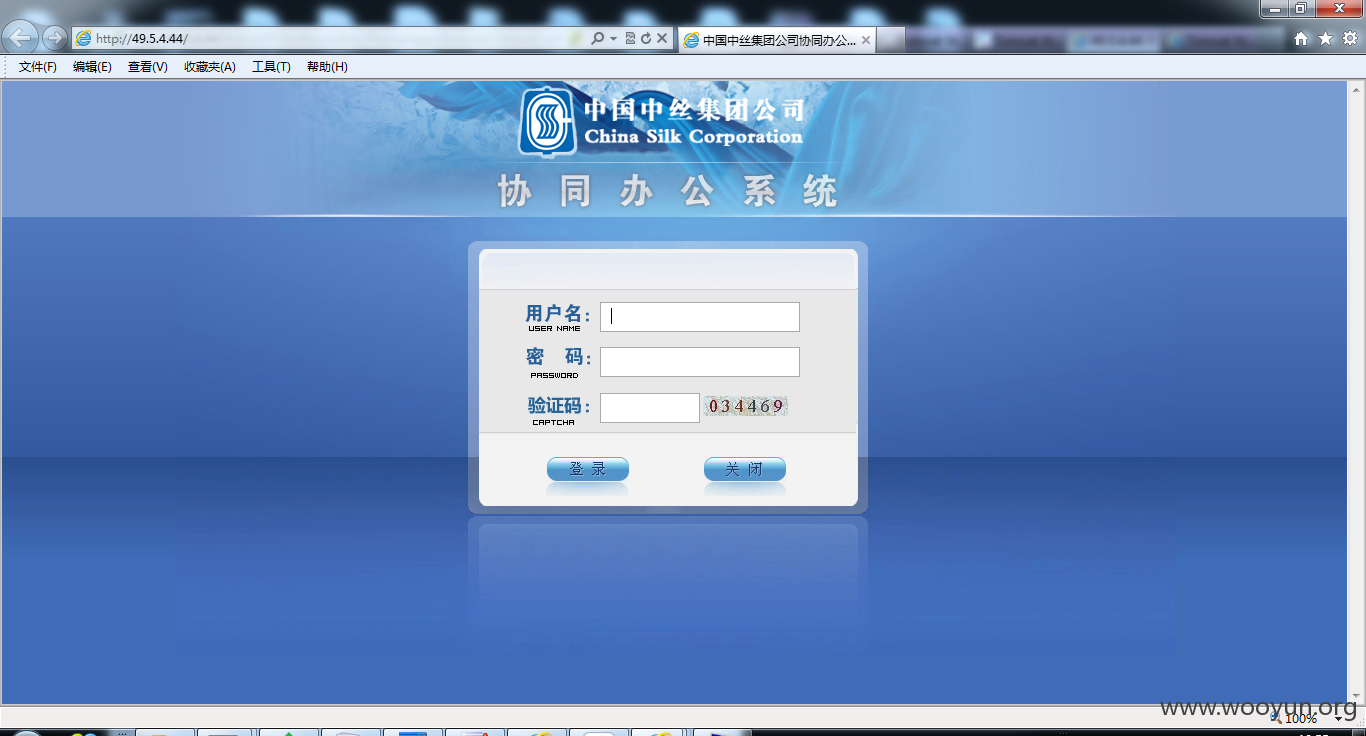 http://49.5.4.44/
中国中丝集团公司协同办公...
文件(F) 编辑(E) 查看(V) 收藏夹(A) 工具(T) 帮助(H)
中国中丝集团公司
China Silk Corporation
协同办公系统
用户名：
USER NAME
密 码：
PASSWORD
验证码： 034469
CAPTCHA
登 录 关 闭
www.wooyun.org
100%